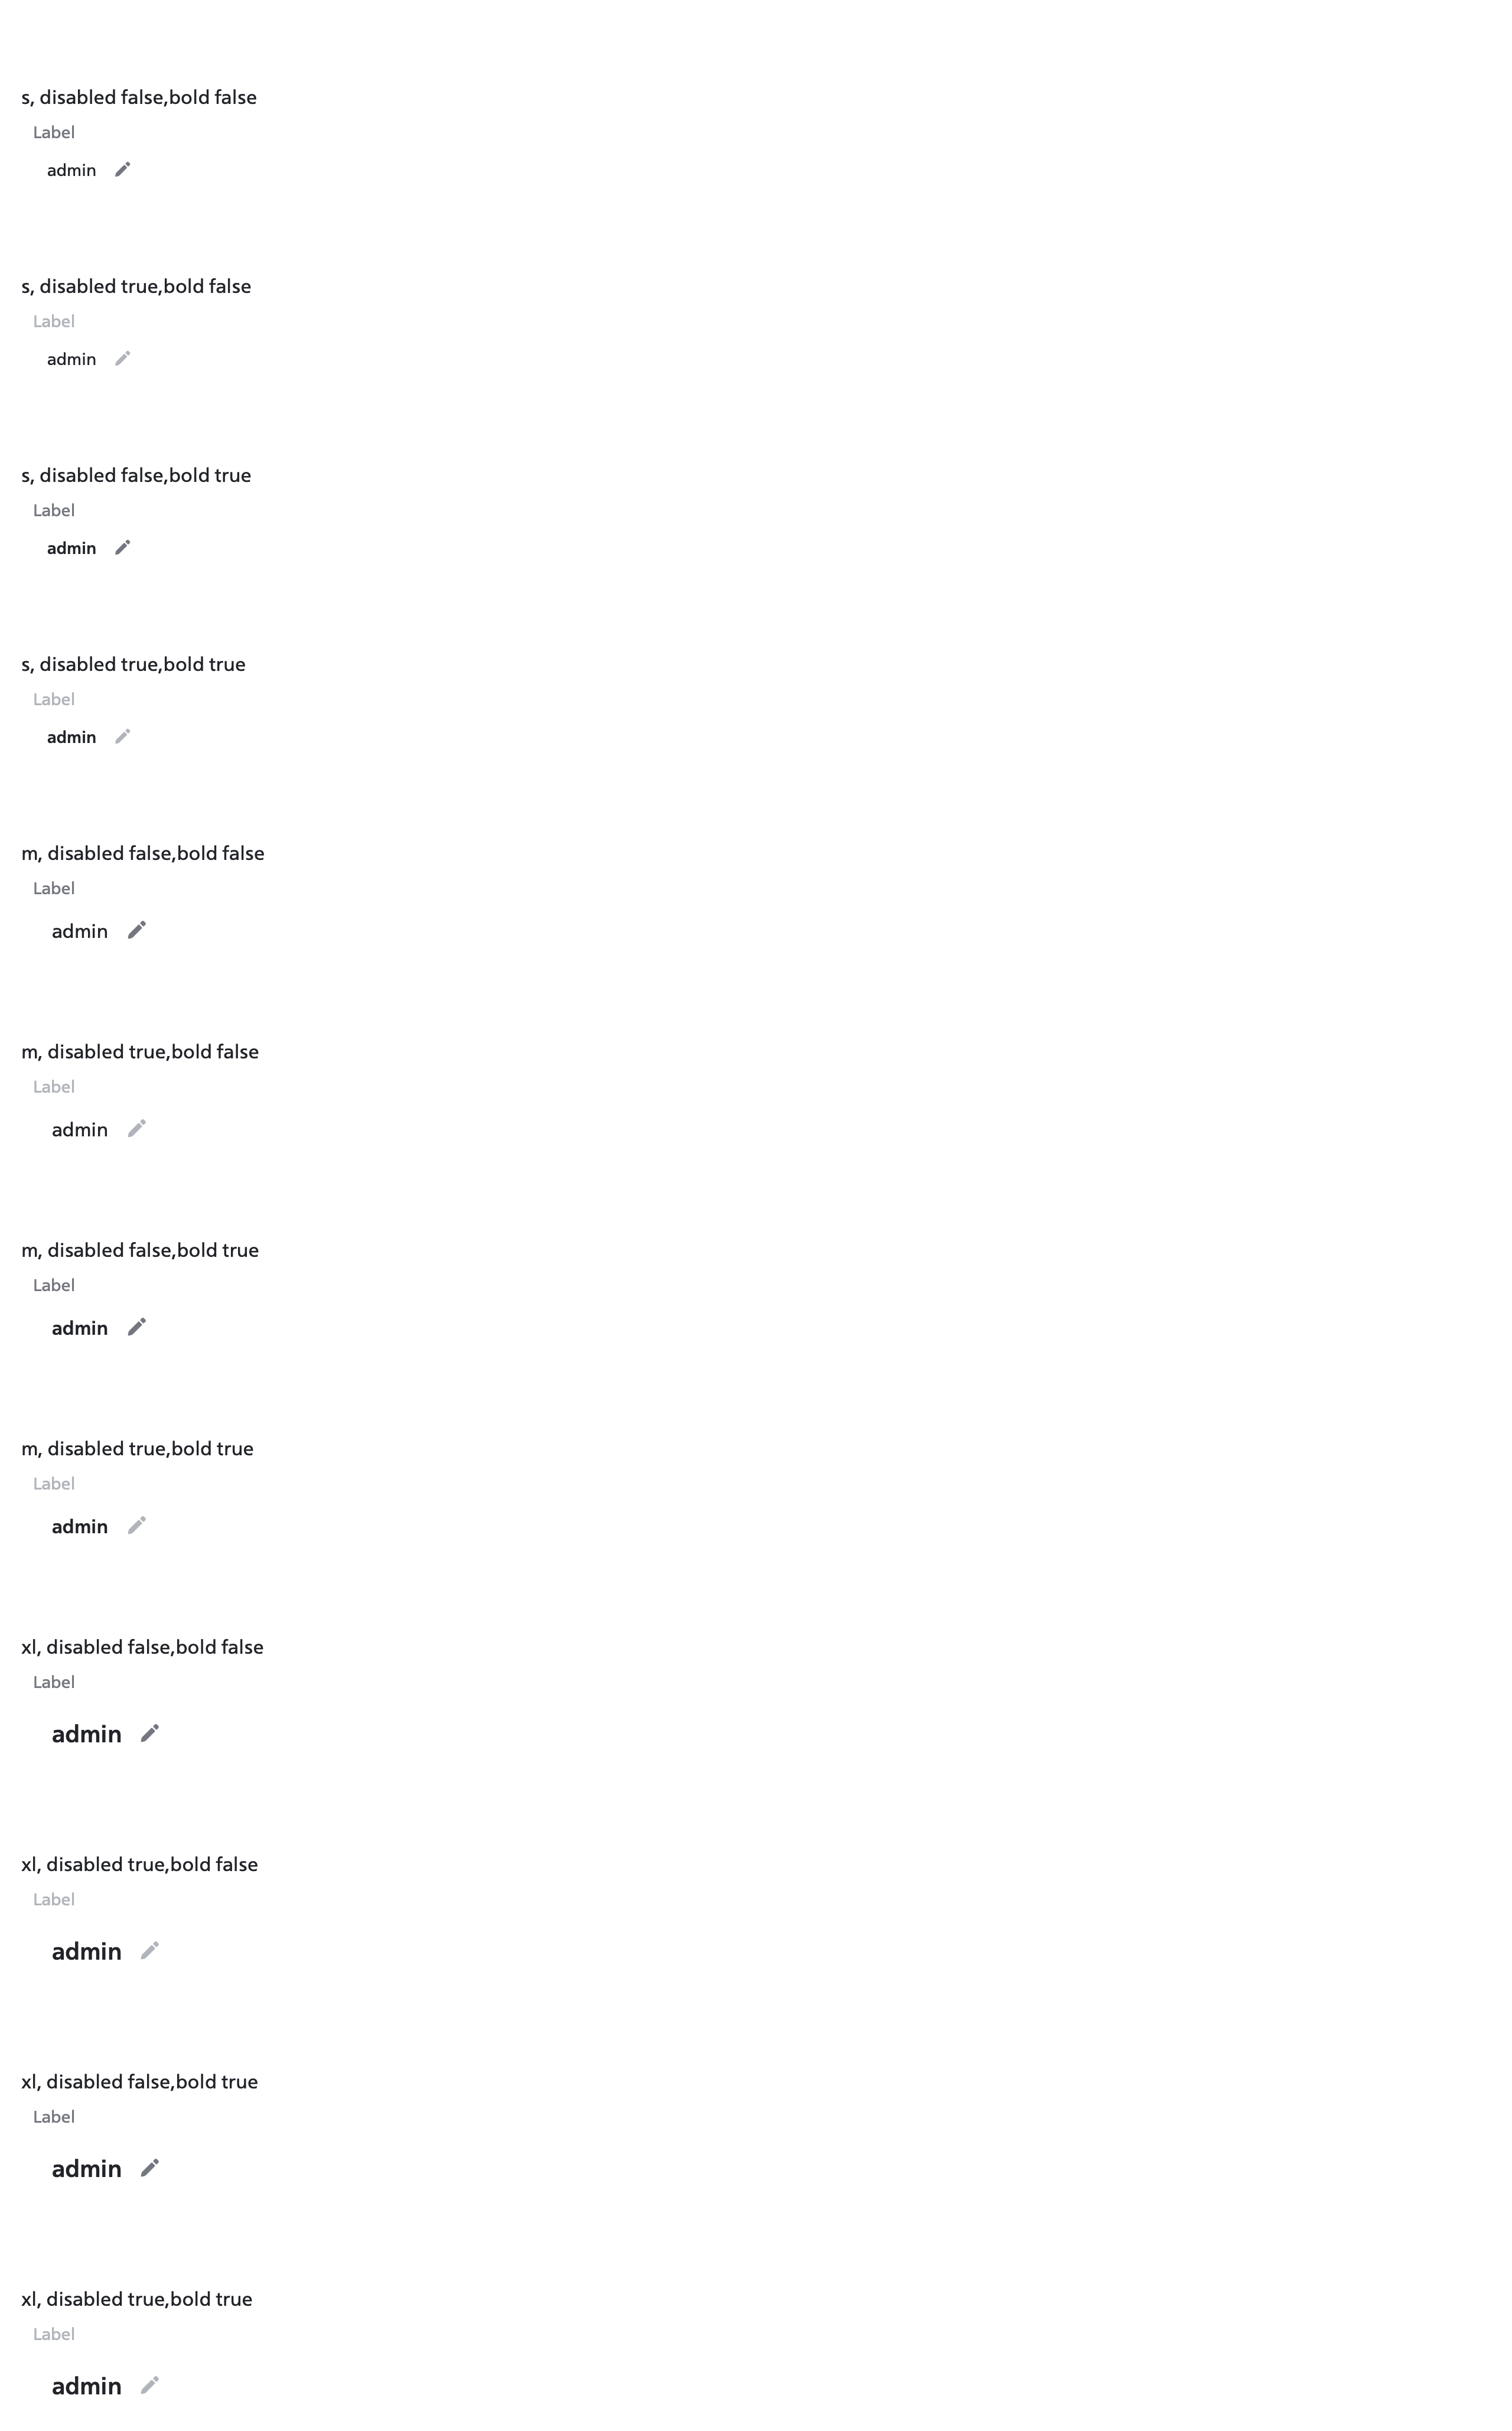 s, disabled false,bold false
Label
admin
s, disabled true,bold false
Label
admin
s, disabled false,bold true
Label
admin
s, disabled true,bold true
Label
admin
m, disabled false,bold false
Label
admin
m, disabled true,bold false
Label
admin
m, disabled false,bold true
Label
admin
m, disabled true,bold true
Label
admin
xl, disabled false,bold false
Label
admin
xl, disabled true,bold false
Label
admin
xl, disabled false,bold true
Label
admin
xl, disabled true,bold true
Label
admin